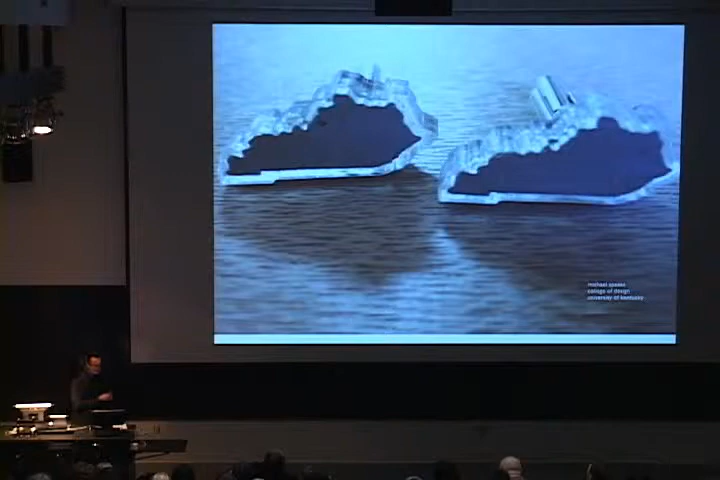 michael speaks
college of design
university of kentucky